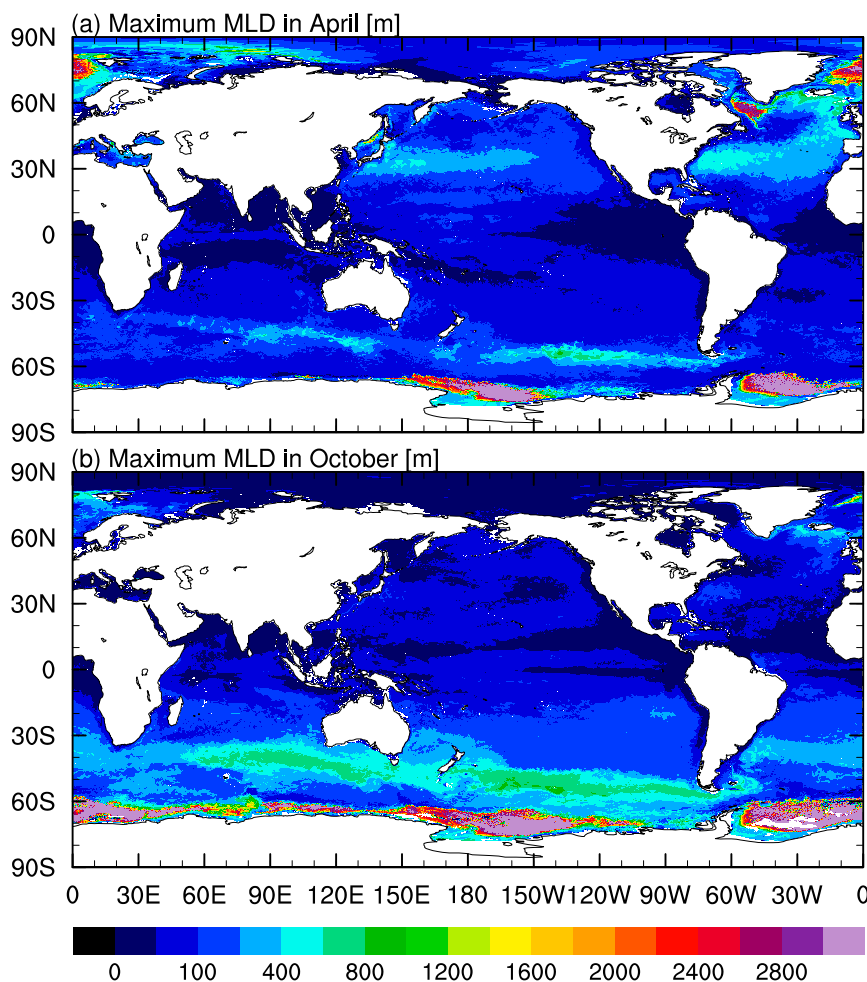 (a) Maximum MLD in April [m]
90N
60N
30N
0
30S
60S
90S
(b) Maximum MLD in October [m]
90N
60N
30N
0
30S
60S
90S
0 30E 60E 90E 120E 150E 180 150W 120W 90W 60W 30W 0
0 100 400 800 1200 1600 2000 2400 2800